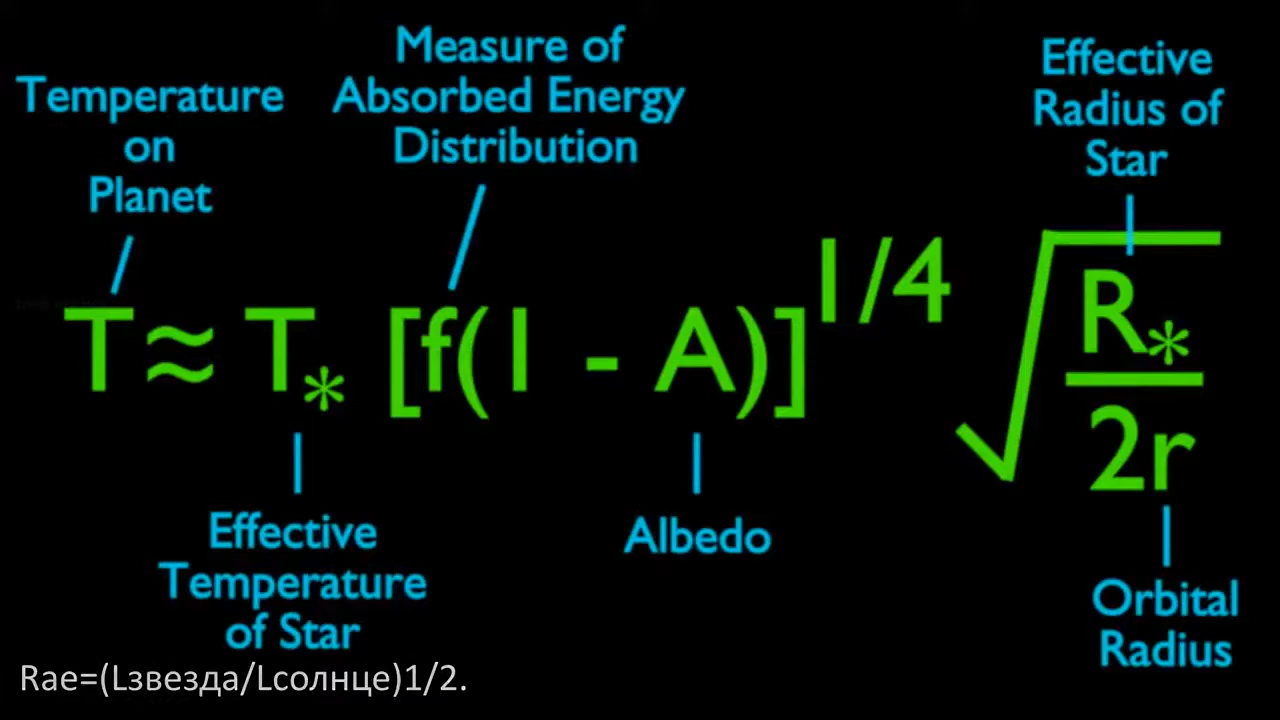 Measure of
Absorbed Energy
Distribution
Temperature
on
Planet
Effective
Radius of
Star
T ≈ T* [f(1 - A)]^1/4 √(R*/2r)
Effective
Temperature
of Star
Albedo
Orbital
Radius
Rae=(Lзвезда/Lсолнце)1/2.